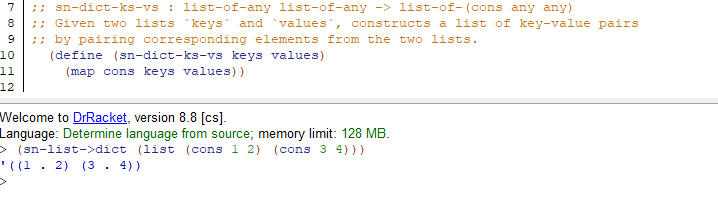 7 ;; sn-dict-ks-vs : list-of-any list-of-any -> list-of-(cons any any)
8 ;; Given two lists `keys` and `values`, constructs a list of key-value pairs
9 ;; by pairing corresponding elements from the two lists.
10 (define (sn-dict-ks-vs keys values)
11 (map cons keys values))
12
Welcome to DrRacket, version 8.8 [cs].
Language: Determine language from source; memory limit: 128 MB.
> (sn-list->dict (list (cons 1 2) (cons 3 4)))
'((1 . 2) (3 . 4))
>